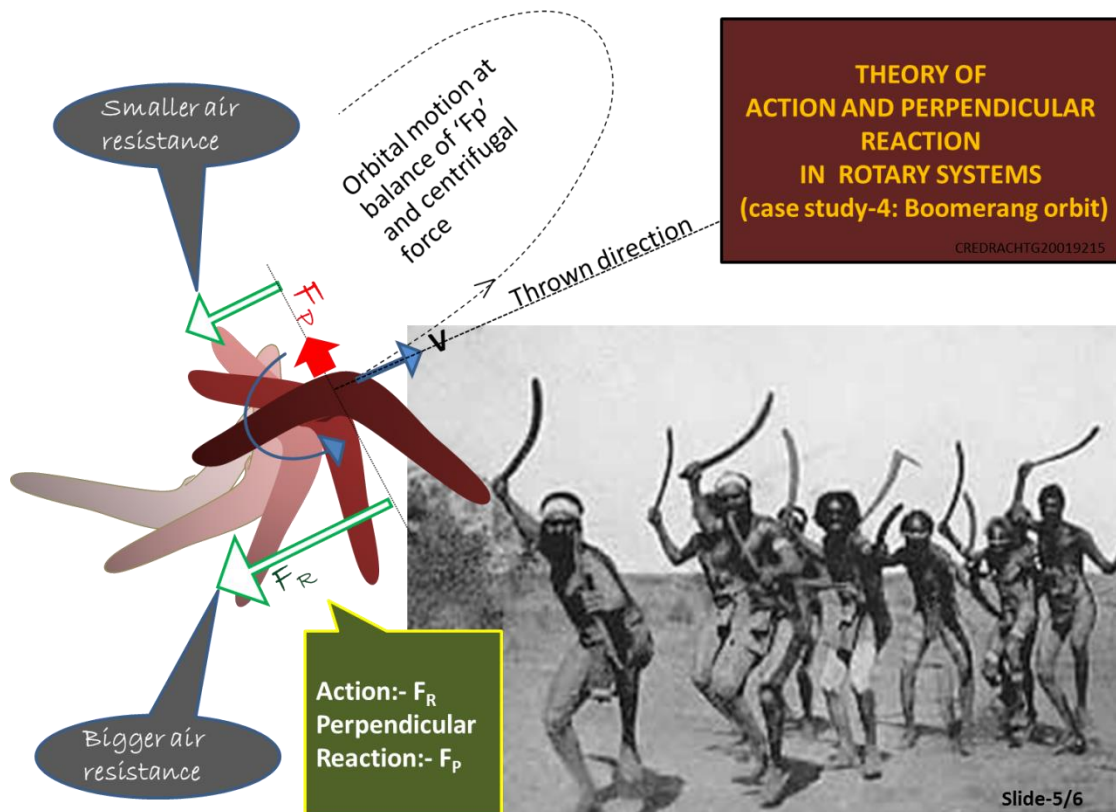 Smaller air
resistance
Orbital motion at
balance of ‘Fp’
and centrifugal
force
THEORY OF
ACTION AND PERPENDICULAR
REACTION
IN ROTARY SYSTEMS
(case study-4: Boomerang orbit)
CREDRACHTG20019215
Thrown direction
V
FP
FR
Action:- FR
Perpendicular
Reaction:- FP
Bigger air
resistance
Slide-5/6